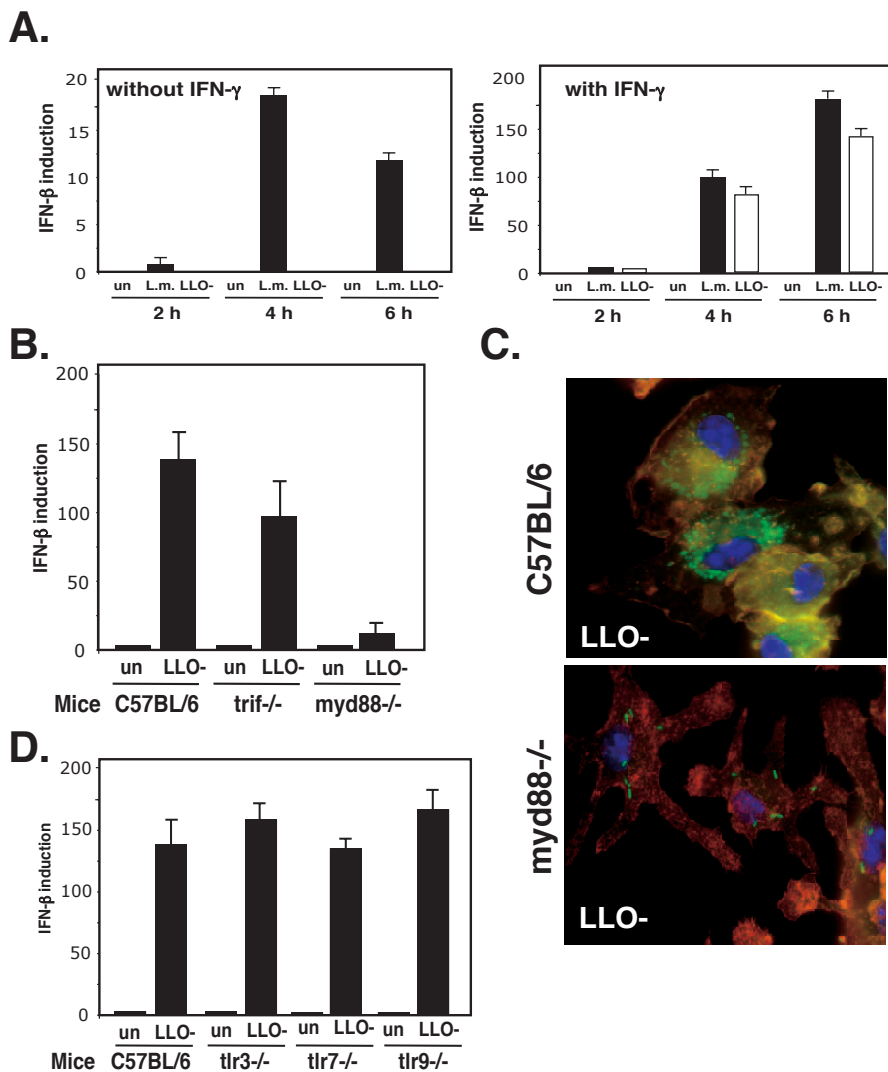 A.
without IFN-γ
IFN-β induction
20
15
10
5
0
un L.m. LLO- un L.m. LLO- un L.m. LLO-
2 h 4 h 6 h
with IFN-γ
IFN-β induction
200
150
100
50
0
un L.m. LLO- un L.m. LLO- un L.m. LLO-
2 h 4 h 6 h
B.
IFN-β induction
200
150
100
50
0
un LLO- un LLO- un LLO-
Mice C57BL/6 trif-/- myd88-/-
C.
C57BL/6
LLO-
myd88-/-
LLO-
D.
IFN-β induction
200
150
100
50
0
un LLO- un LLO- un LLO- un LLO-
Mice C57BL/6 tlr3-/- tlr7-/- tlr9-/-